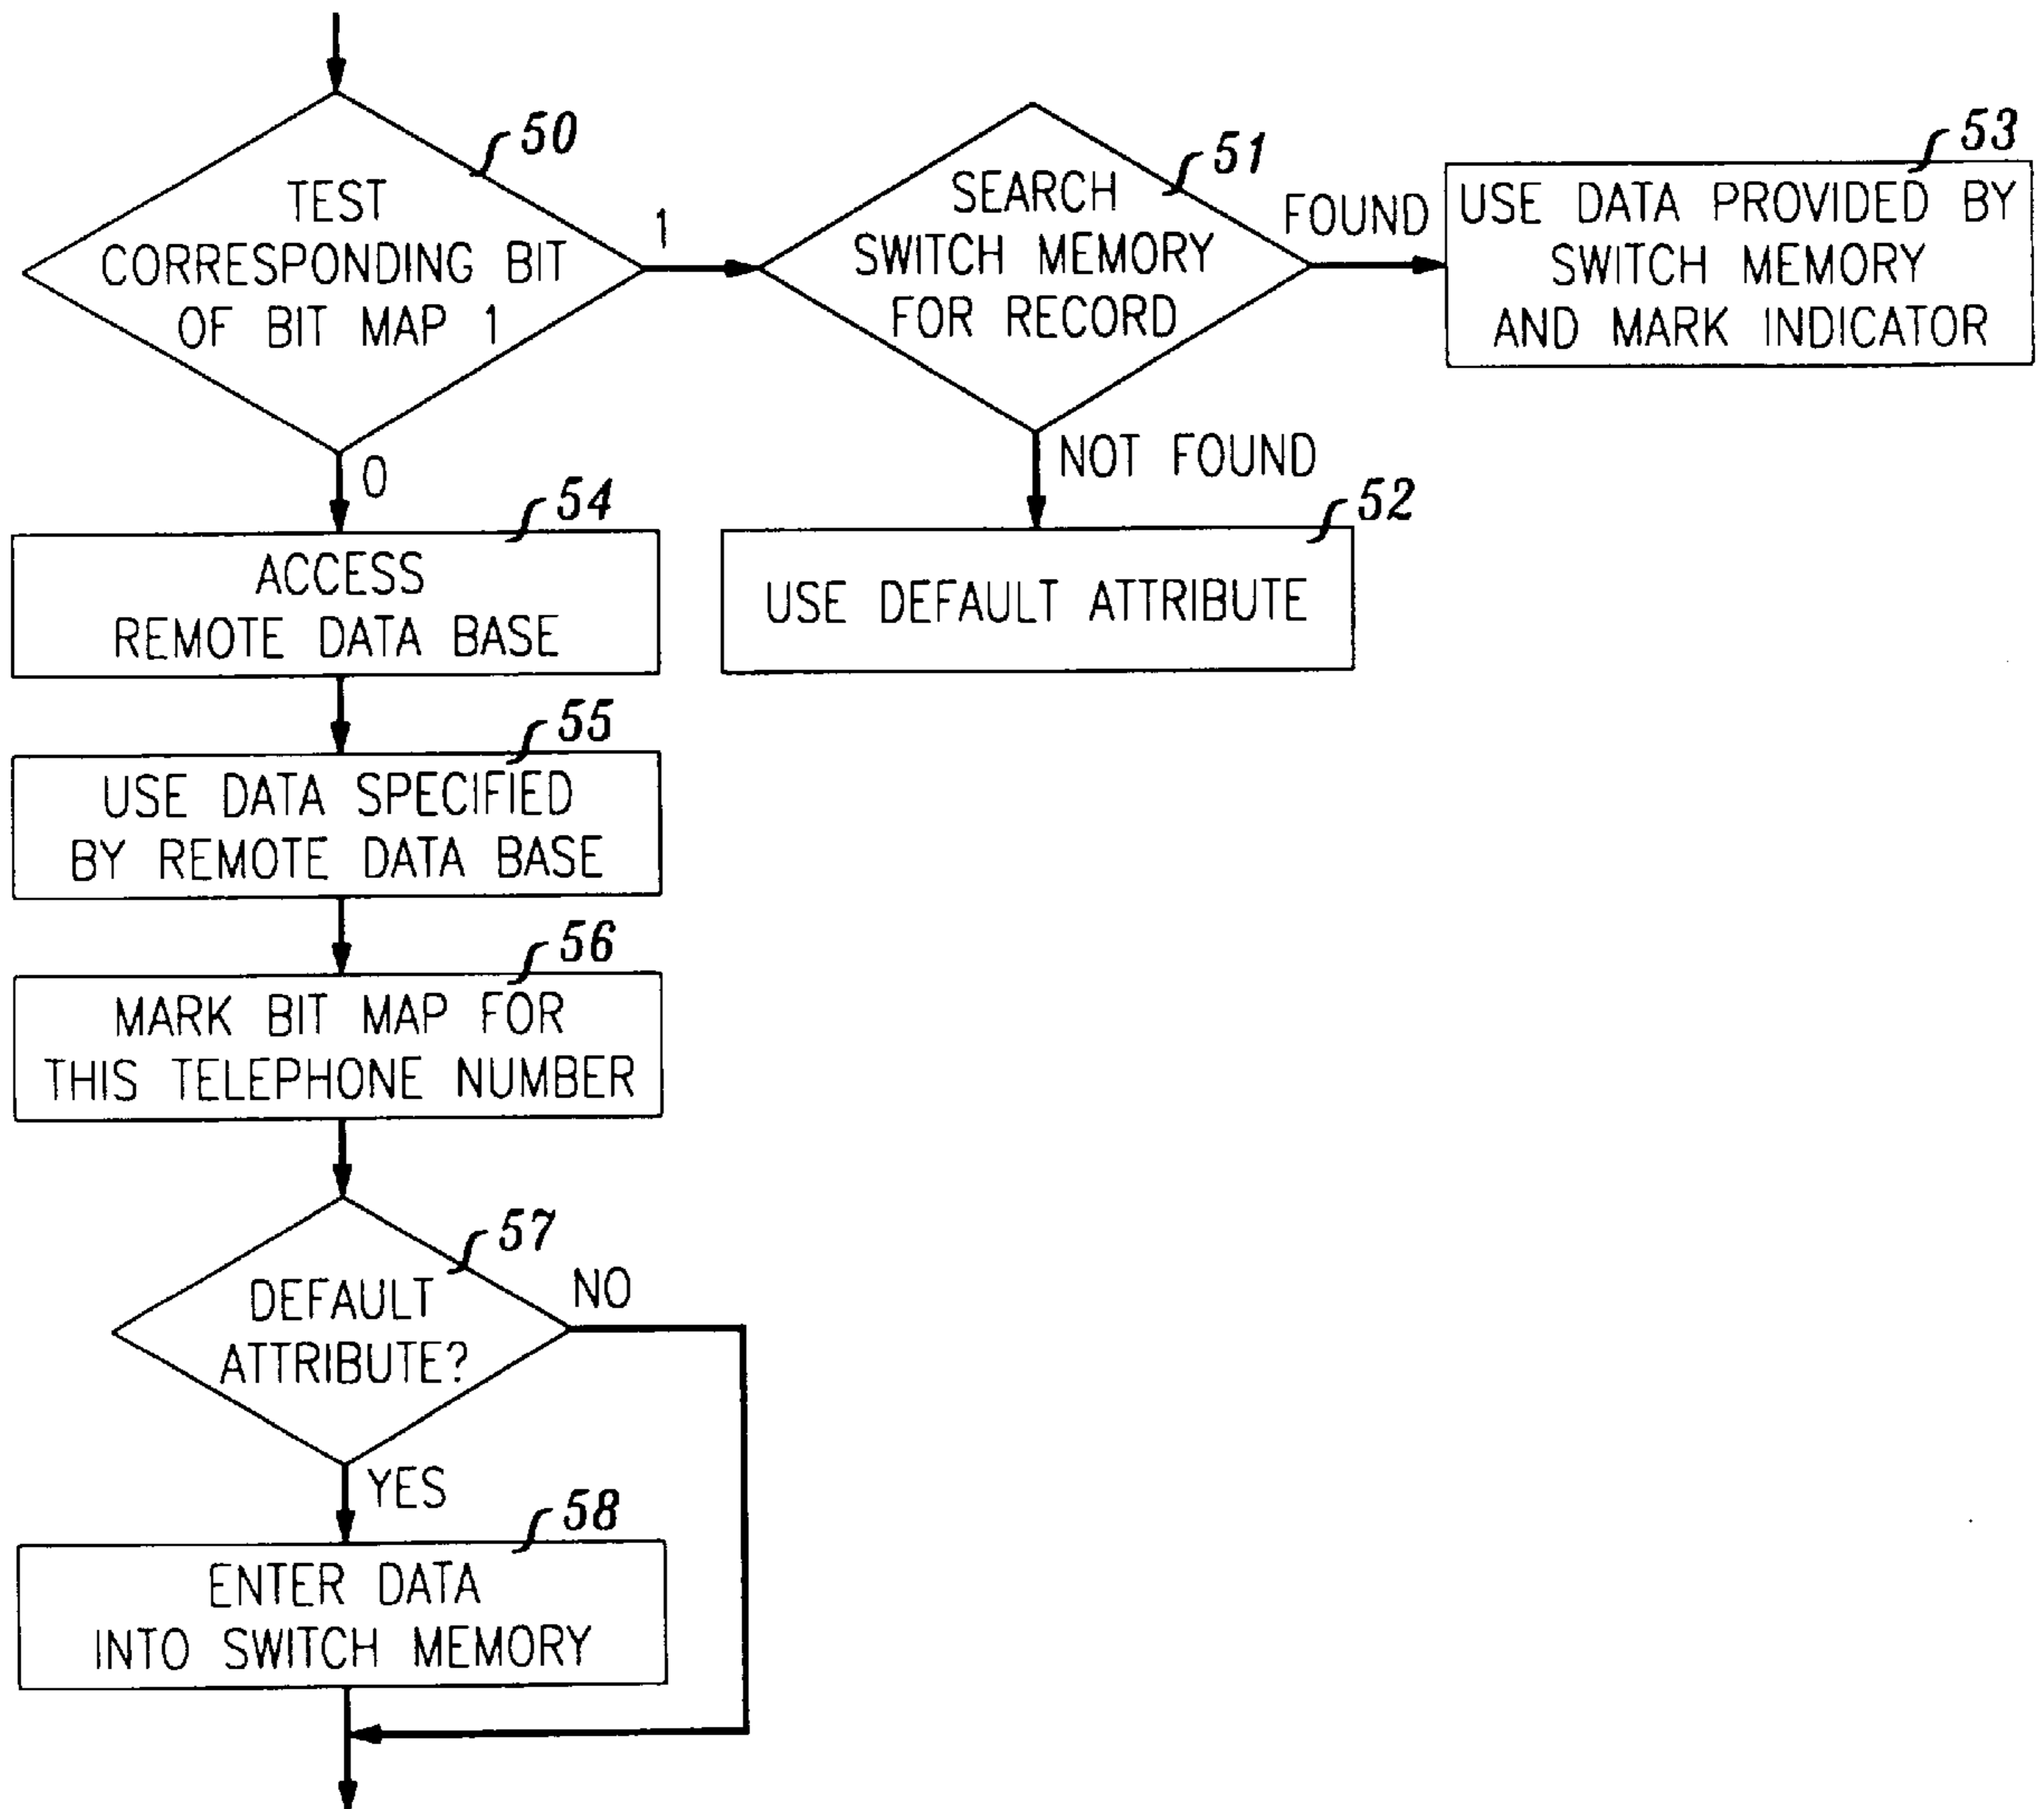 50
TEST
CORRESPONDING BIT
OF BIT MAP 1
1
0
51
SEARCH
SWITCH MEMORY
FOR RECORD
FOUND
NOT FOUND
53
USE DATA PROVIDED BY
SWITCH MEMORY
AND MARK INDICATOR
52
USE DEFAULT ATTRIBUTE
54
ACCESS
REMOTE DATA BASE
55
USE DATA SPECIFIED
BY REMOTE DATA BASE
56
MARK BIT MAP FOR
THIS TELEPHONE NUMBER
57
DEFAULT
ATTRIBUTE?
NO
YES
58
ENTER DATA
INTO SWITCH MEMORY